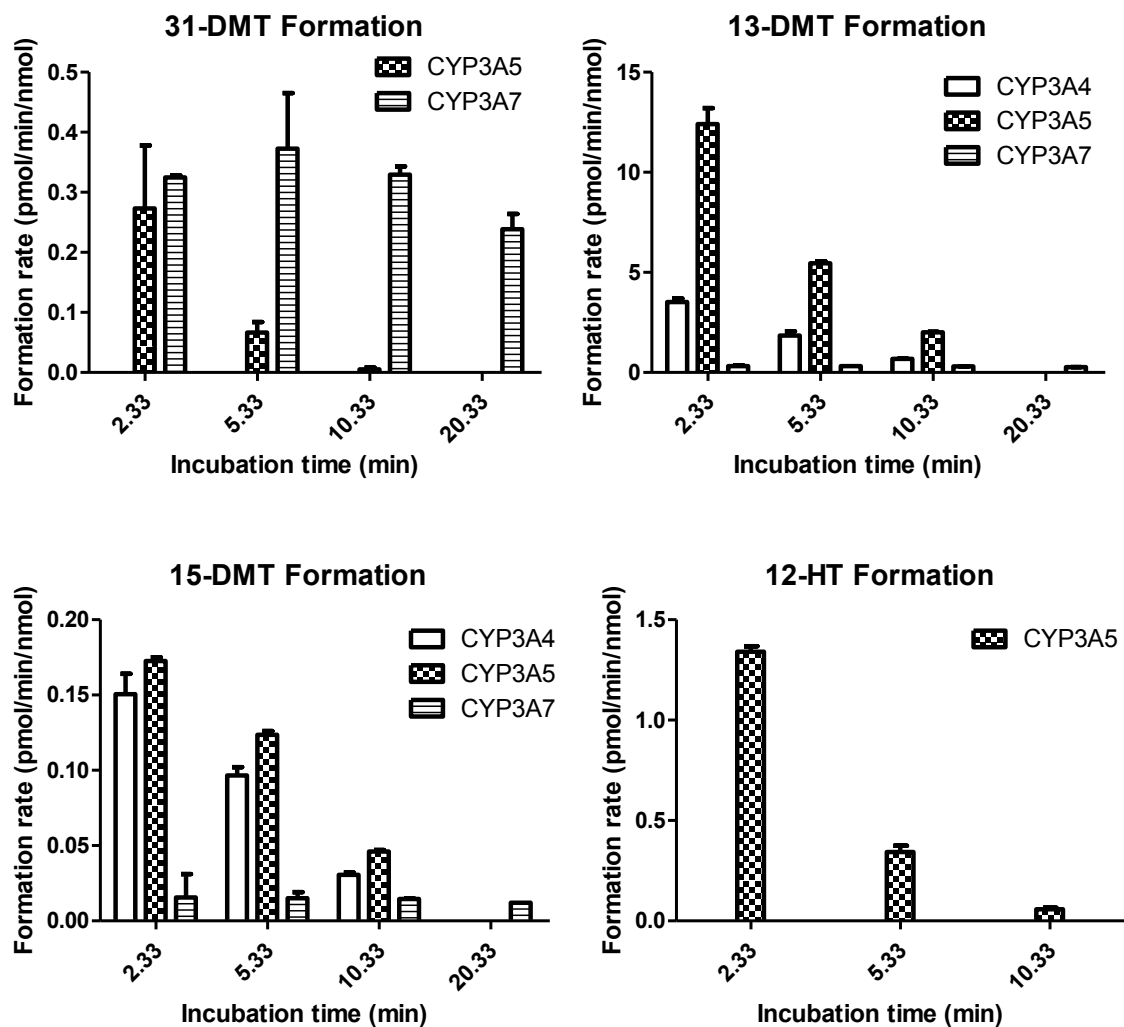 31-DMT Formation
CYP3A5
CYP3A7
Formation rate (pmol/min/nmol)
0.5
0.4
0.3
0.2
0.1
0.0
2.33
5.33
10.33
20.33
Incubation time (min)
13-DMT Formation
CYP3A4
CYP3A5
CYP3A7
Formation rate (pmol/min/nmol)
15
10
5
0
2.33
5.33
10.33
20.33
Incubation time (min)
15-DMT Formation
CYP3A4
CYP3A5
CYP3A7
Formation rate (pmol/min/nmol)
0.20
0.15
0.10
0.05
0.00
2.33
5.33
10.33
20.33
Incubation time (min)
12-HT Formation
CYP3A5
Formation rate (pmol/min/nmol)
1.5
1.0
0.5
0.0
2.33
5.33
10.33
Incubation time (min)